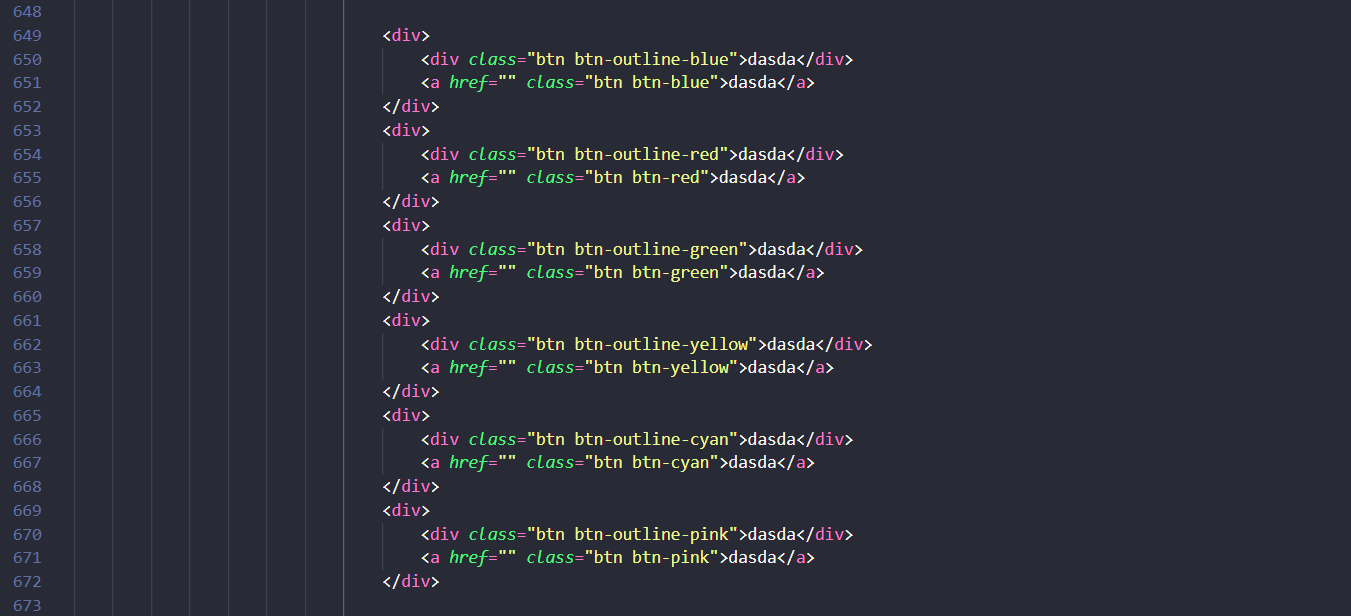 648
649 <div>
650 <div class="btn btn-outline-blue">dasda</div>
651 <a href="" class="btn btn-blue">dasda</a>
652 </div>
653 <div>
654 <div class="btn btn-outline-red">dasda</div>
655 <a href="" class="btn btn-red">dasda</a>
656 </div>
657 <div>
658 <div class="btn btn-outline-green">dasda</div>
659 <a href="" class="btn btn-green">dasda</a>
660 </div>
661 <div>
662 <div class="btn btn-outline-yellow">dasda</div>
663 <a href="" class="btn btn-yellow">dasda</a>
664 </div>
665 <div>
666 <div class="btn btn-outline-cyan">dasda</div>
667 <a href="" class="btn btn-cyan">dasda</a>
668 </div>
669 <div>
670 <div class="btn btn-outline-pink">dasda</div>
671 <a href="" class="btn btn-pink">dasda</a>
672 </div>
673